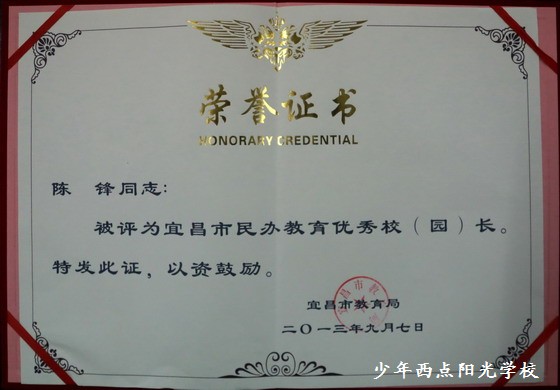 荣誉证书
HONORARY CREDENTIAL
陈 锋同志:
被评为宜昌市民办教育优秀校(园)长。
特发此证,以资鼓励。
宜昌市教育局
二〇一三年九月七日
少年西点阳光学校